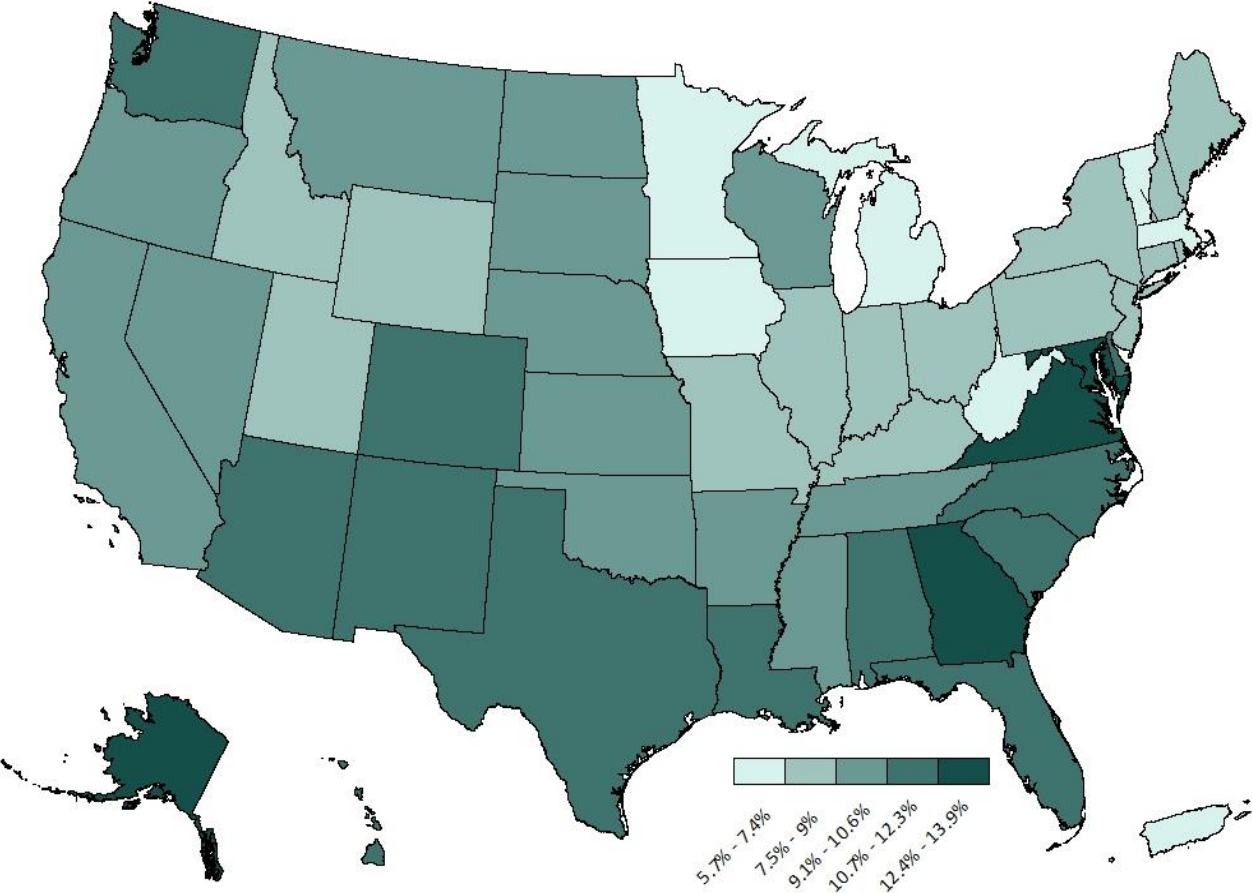 5.7% - 7.4%
7.5% - 9%
9.1% - 10.6%
10.7% - 12.3%
12.4% - 13.9%